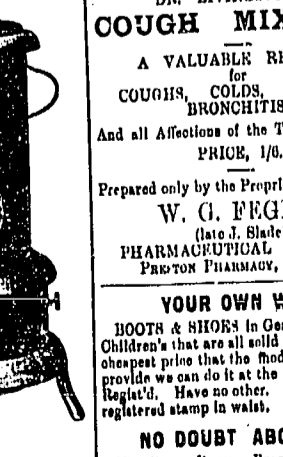 COUGH MIX
A VALUABLE RE
for
COUGHS, COLDS,
BRONCHITIS
And all Affections of the T
PRICE, 1/6.
Prepared only by the Propri
W. G. FEG
(late J. Slade
PHARMACEUTICAL
PRESTON PHARMACY,
YOUR OWN W
BOOTS & SHOES in Gen
Children's that are all solid
cheapest price that the
provide we can do it at the
Regist'd. Have no other.
registered stamp in waist.
NO DOUBT ABO